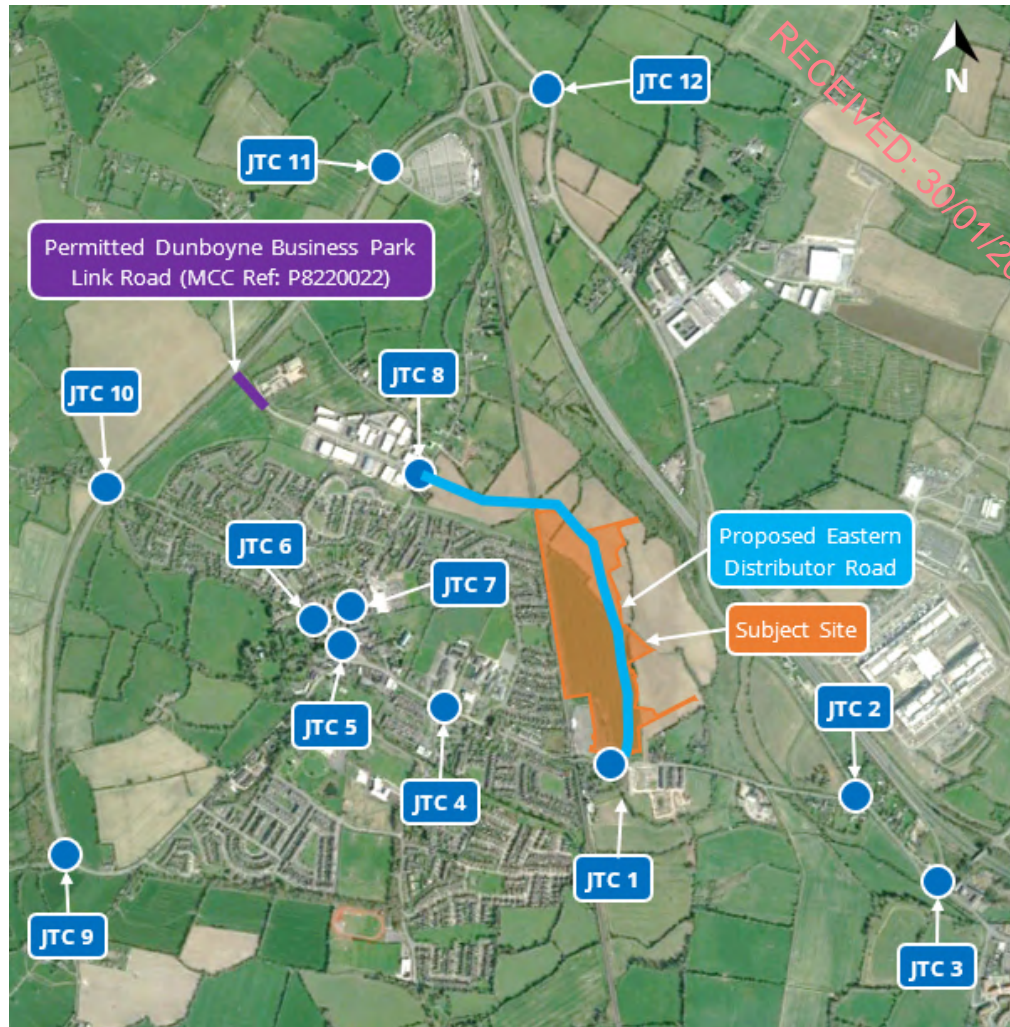 RECEIVED: 30/01/20
N
JTC 12
JTC 11
Permitted Dunboyne Business Park
Link Road (MCC Ref: P8220022)
JTC 8
JTC 10
Proposed Eastern
Distributor Road
JTC 6
JTC 7
Subject Site
JTC 2
JTC 5
JTC 4
JTC 1
JTC 9
JTC 3